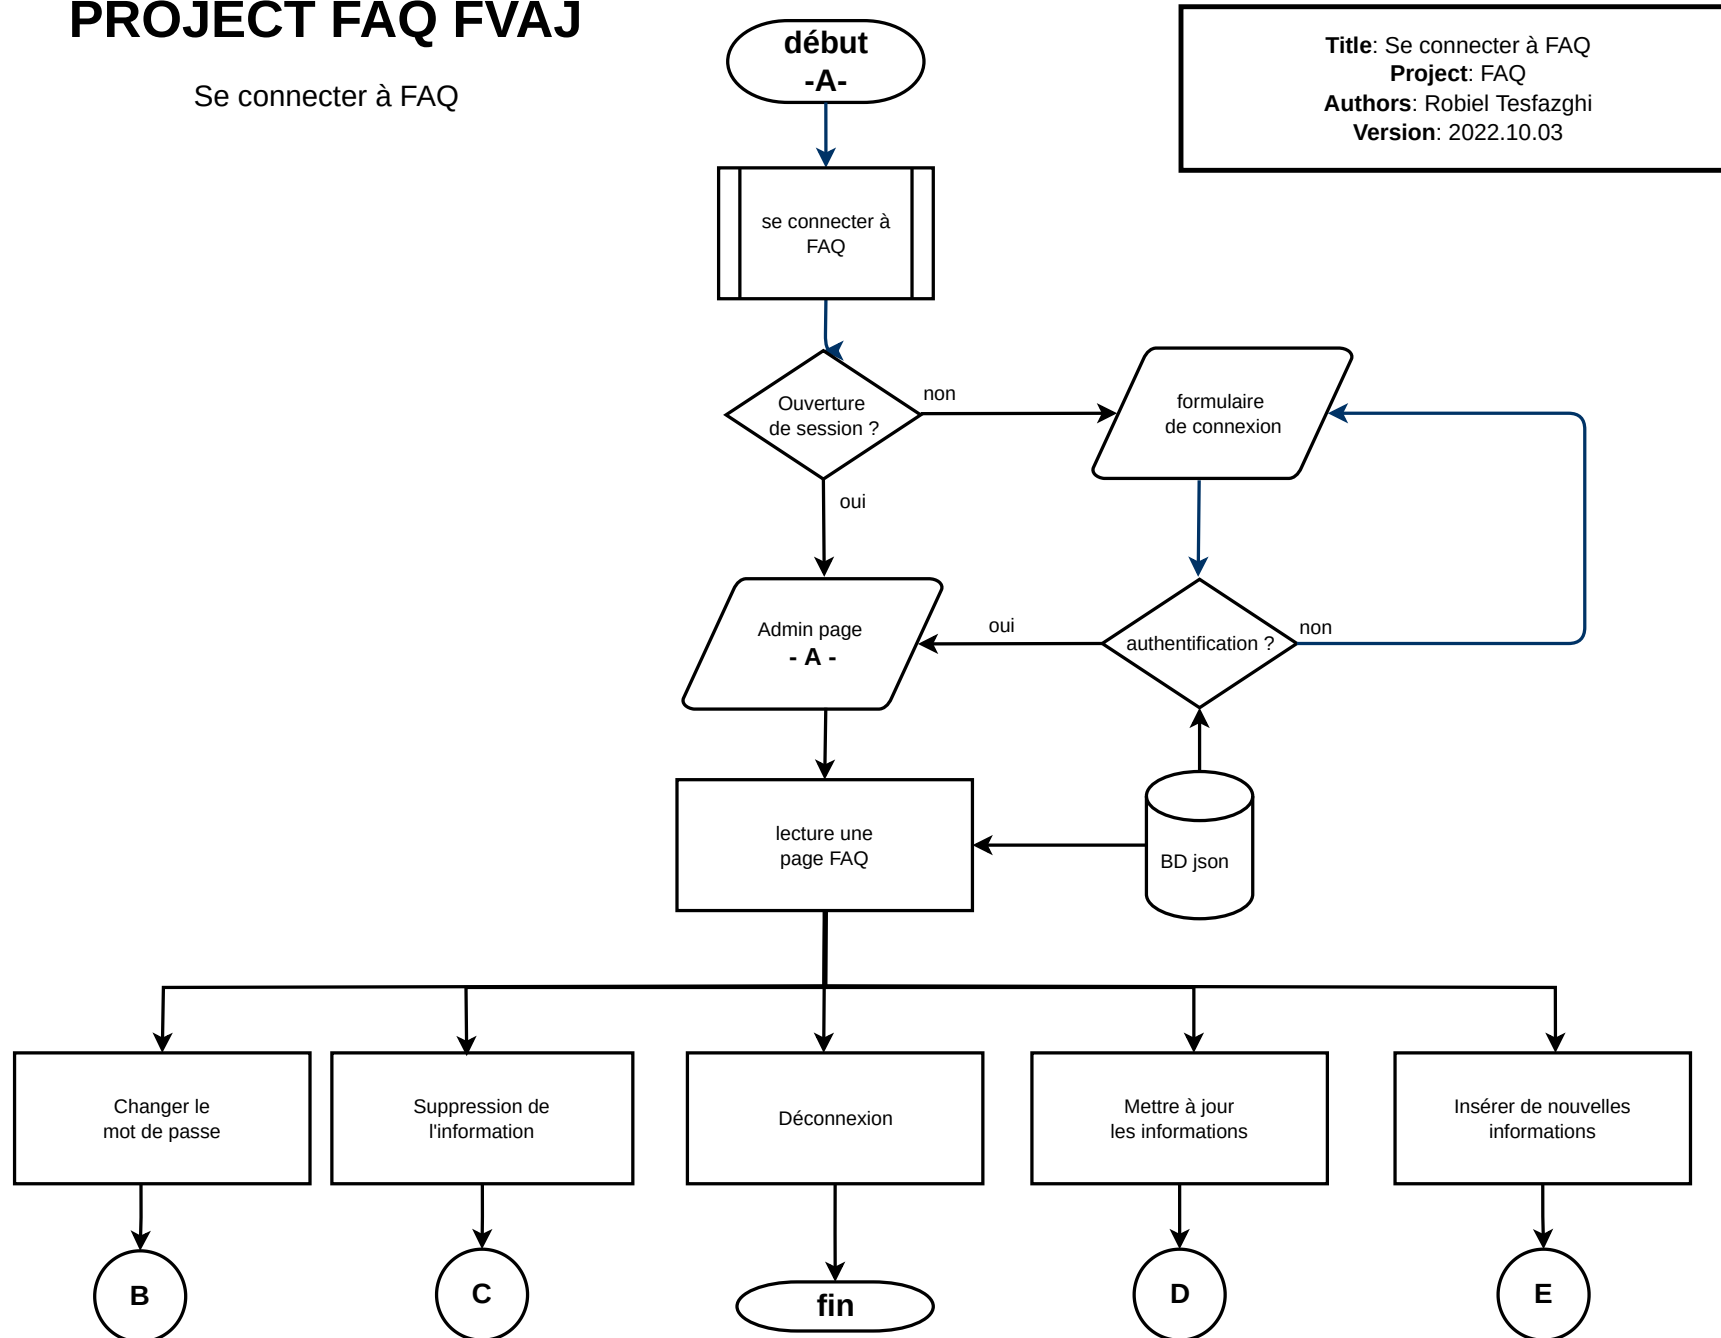 PROJECT FAQ FVAJ
Se connecter à FAQ
début
-A-
Title: Se connecter à FAQ
Project: FAQ
Authors: Robiel Tesfazghi
Version: 2022.10.03
se connecter à
FAQ
Ouverture
de session ?
non
formulaire
de connexion
oui
Admin page
- A -
oui
authentification ?
non
lecture une
page FAQ
BD json
Changer le
mot de passe
Suppression de
l'information
Déconnexion
Mettre à jour
les informations
Insérer de nouvelles
informations
B
C
fin
D
E